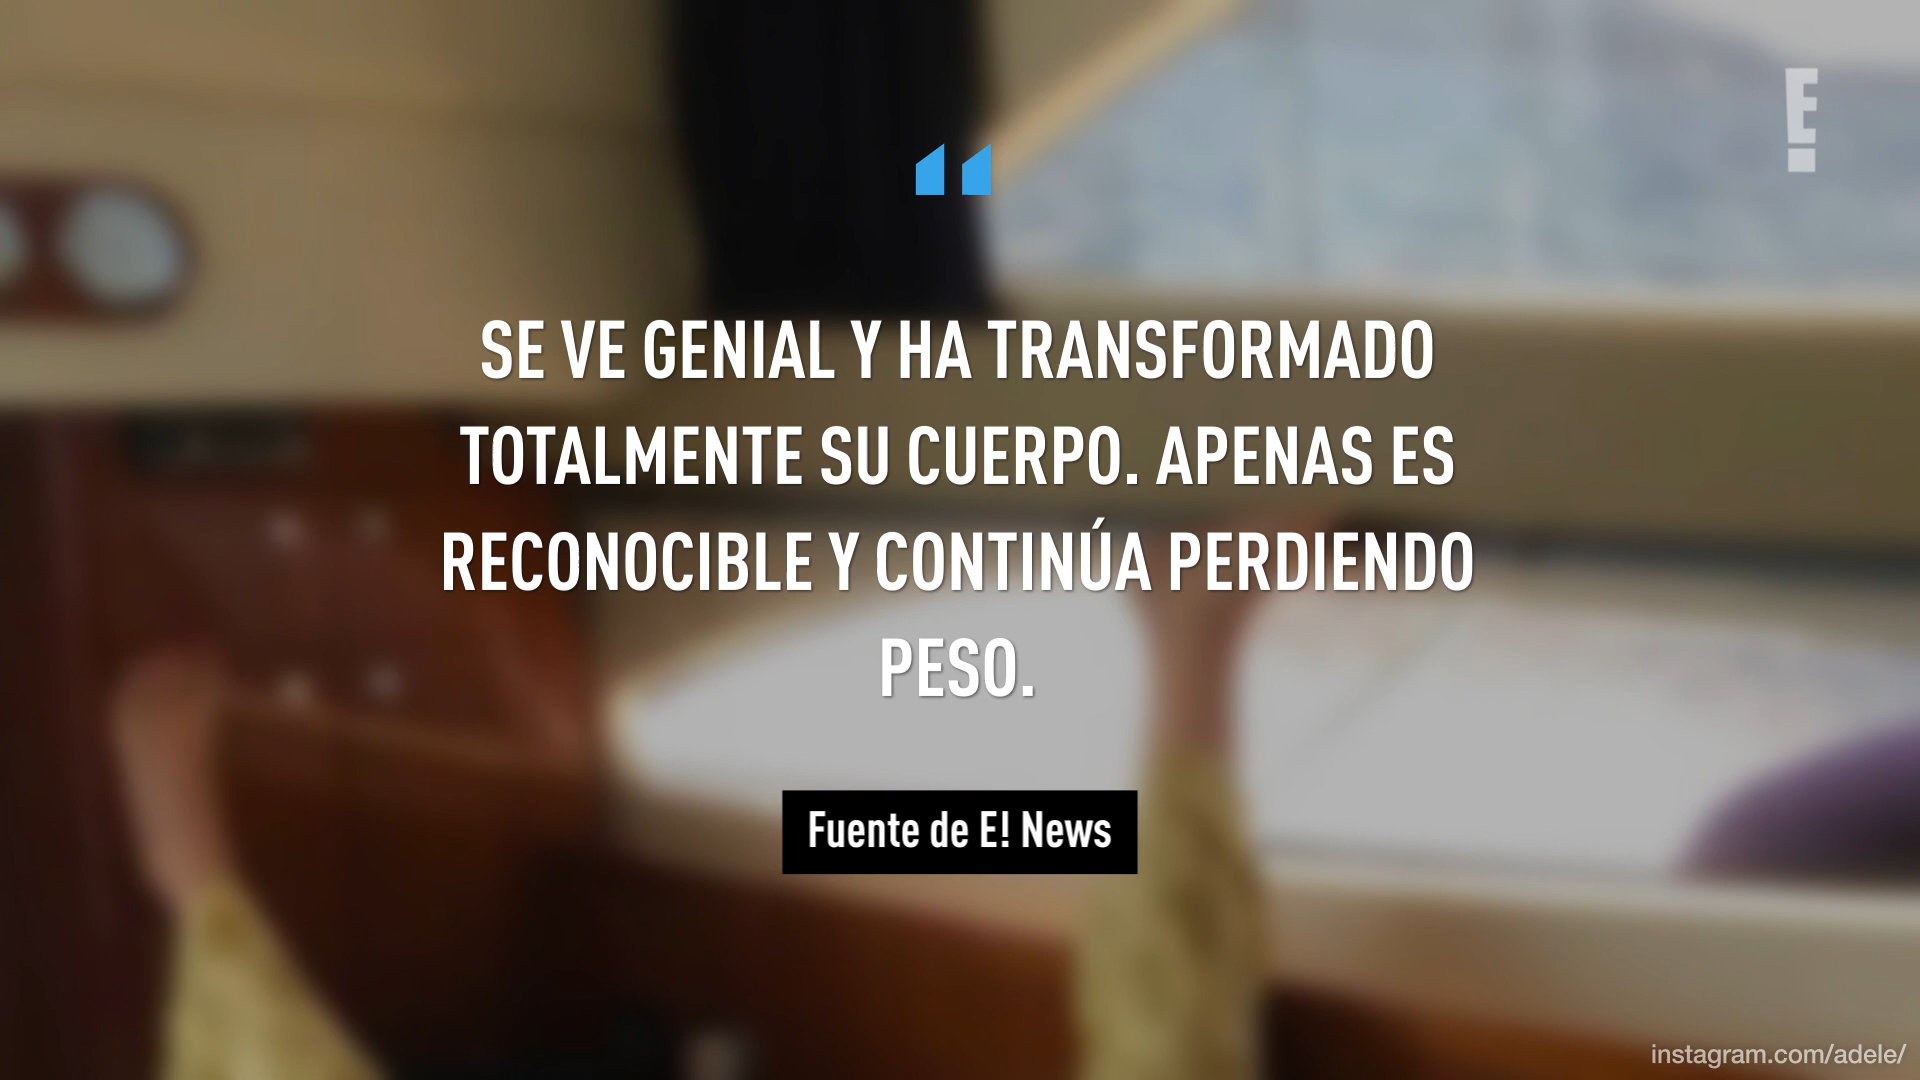 E!
SE VE GENIAL Y HA TRANSFORMADO
TOTALMENTE SU CUERPO. APENAS ES
RECONOCIBLE Y CONTINÚA PERDIENDO
PESO.
Fuente de E! News
instagram.com/adele/